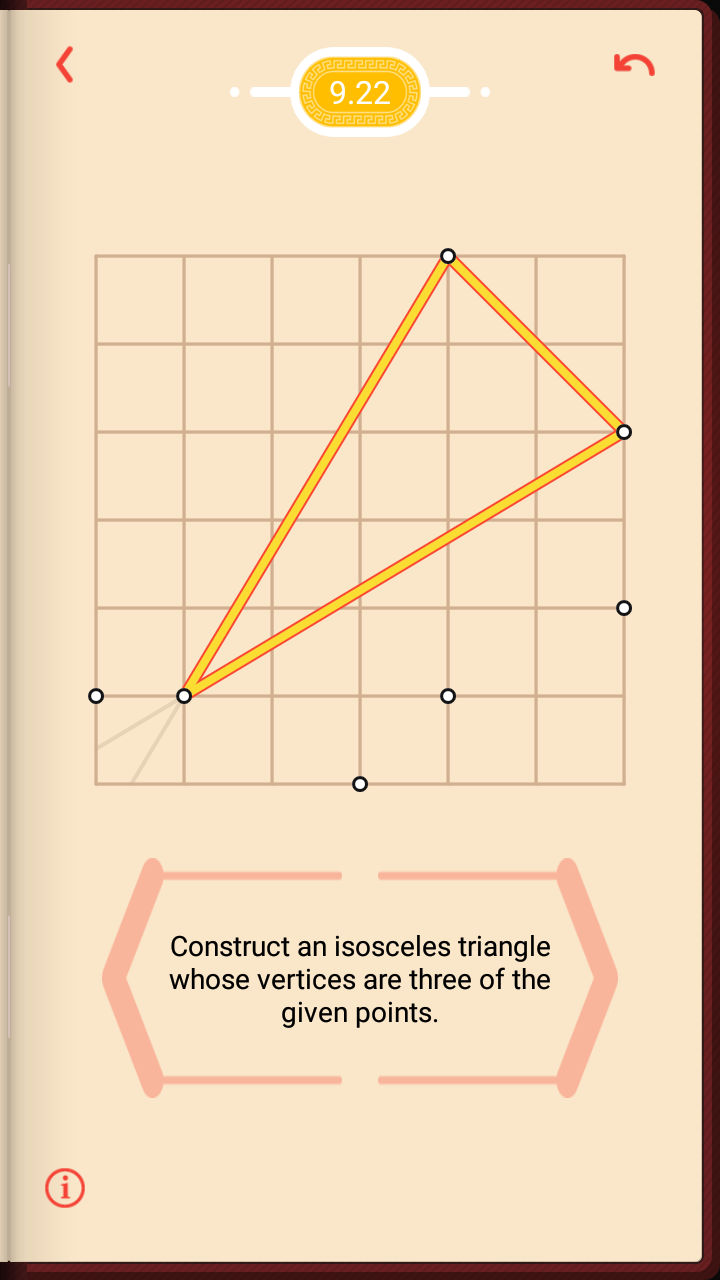 9.22
Construct an isosceles triangle
whose vertices are three of the
given points.
i